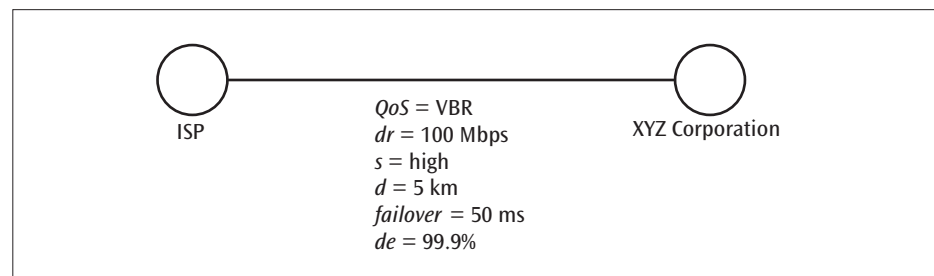 ISP
XYZ Corporation
QoS = VBR
dr = 100 Mbps
s = high
d = 5 km
failover = 50 ms
de = 99.9%